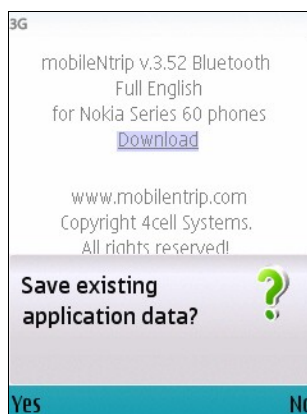 3G
mobileNtrip v.3.52 Bluetooth
Full English
for Nokia Series 60 phones
Download
www.mobilentrip.com
Copyright 4cell Systems.
All rights reserved!
Save existing
application data?
Yes
No